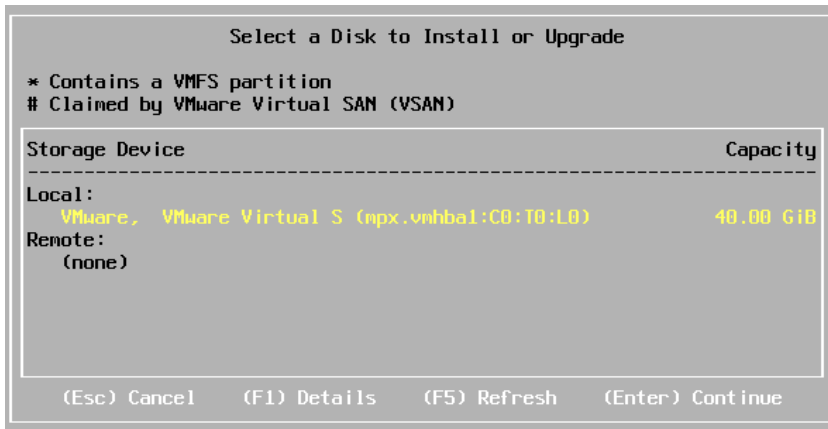 Select a Disk to Install or Upgrade
* Contains a VMFS partition
# Claimed by VMware Virtual SAN (VSAN)
Storage Device Capacity
--------------------------------------------------------------------------------
Local:
VMware,  VMware Virtual S (mpx.vmhba1:C0:T0:L0) 40.00 GiB
Remote:
(none)
(Esc) Cancel (F1) Details (F5) Refresh (Enter) Continue